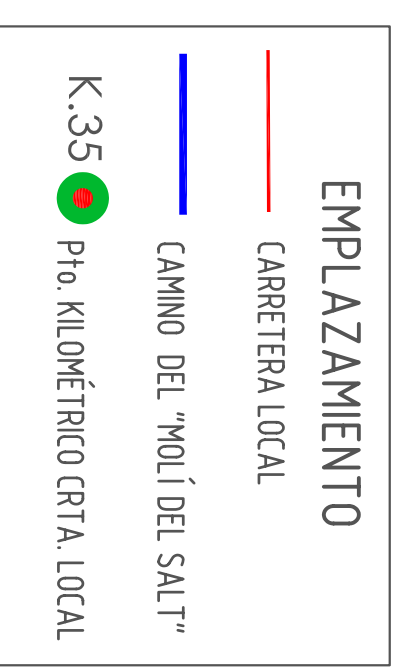 EMPLAZAMIENTO
CARRETERA LOCAL
CAMINO DEL "MOLÍ DEL SALT"
K.35 Pto. KILOMÉTRICO CRTA. LOCAL